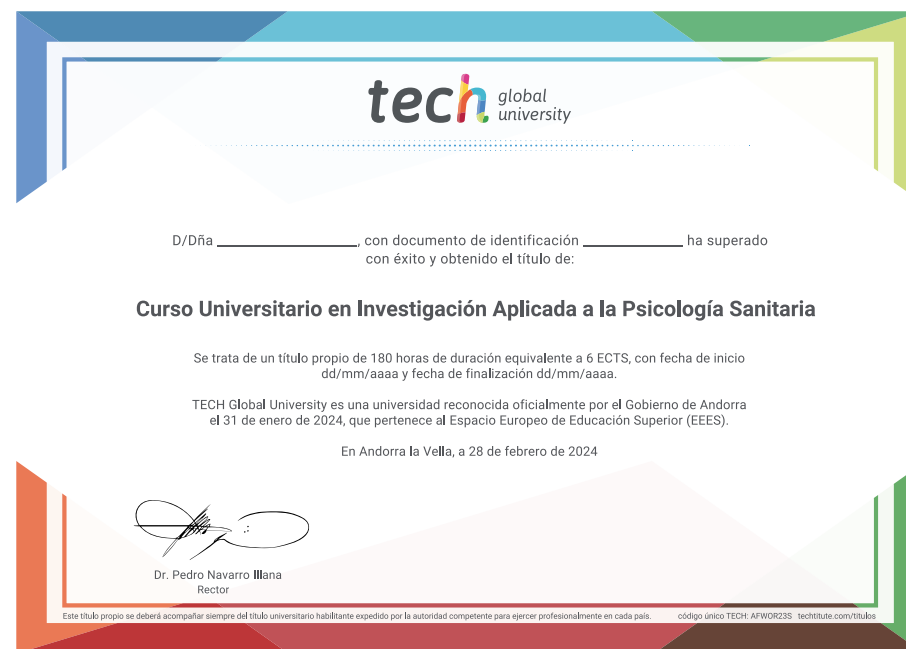 tech global
university
D/Dña ___________________, con documento de identificación ______________ ha superado
con éxito y obtenido el título de:
Curso Universitario en Investigación Aplicada a la Psicología Sanitaria
Se trata de un título propio de 180 horas de duración equivalente a 6 ECTS, con fecha de inicio
dd/mm/aaaa y fecha de finalización dd/mm/aaaa.
TECH Global University es una universidad reconocida oficialmente por el Gobierno de Andorra
el 31 de enero de 2024, que pertenece al Espacio Europeo de Educación Superior (EEES).
En Andorra la Vella, a 28 de febrero de 2024
Dr. Pedro Navarro Illana
Rector
Este título propio se deberá acompañar siempre del título universitario habilitante expedido por la autoridad competente para ejercer profesionalmente en cada país. código único TECH: AFWOR23S techtitute.com/titulos